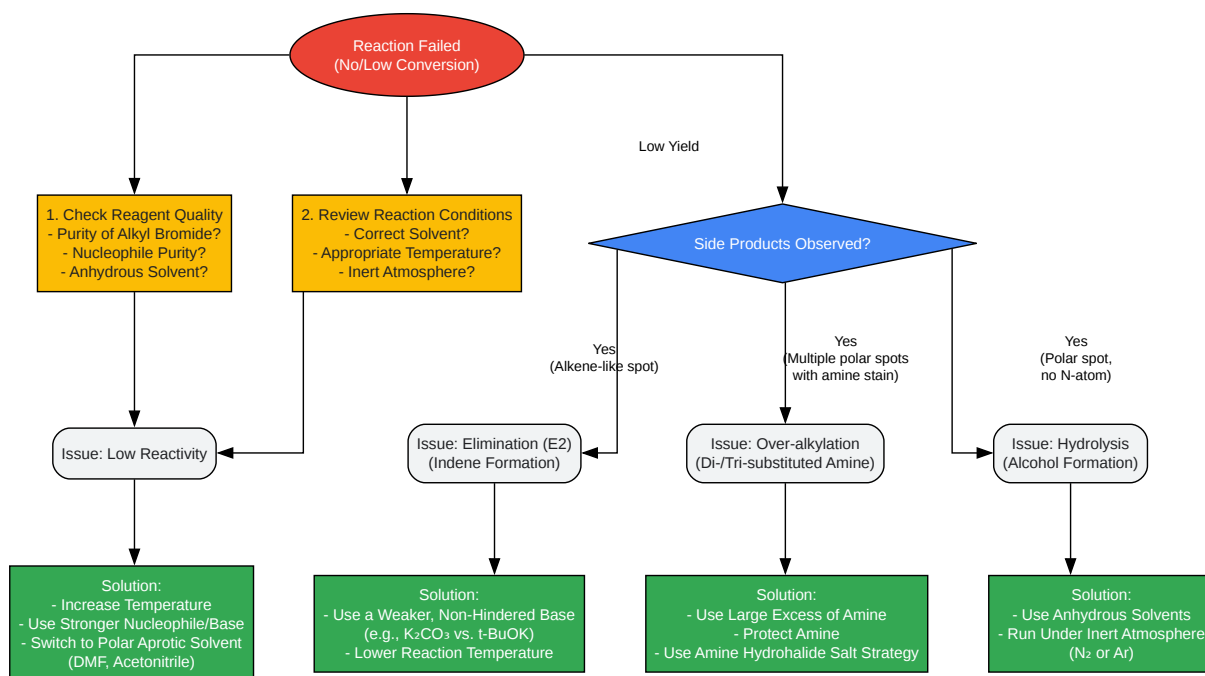 Reaction Failed
(No/Low Conversion)
Low Yield
1. Check Reagent Quality
- Purity of Alkyl Bromide?
- Nucleophile Purity?
- Anhydrous Solvent?
2. Review Reaction Conditions
- Correct Solvent?
- Appropriate Temperature?
- Inert Atmosphere?
Side Products Observed?
Yes
(Alkene-like spot)
Yes
(Multiple polar spots
with amine stain)
Yes
(Polar spot,
no N-atom)
Issue: Low Reactivity
Issue: Elimination (E2)
(Indene Formation)
Issue: Over-alkylation
(Di-/Tri-substituted Amine)
Issue: Hydrolysis
(Alcohol Formation)
Solution:
- Increase Temperature
- Use Stronger Nucleophile/Base
- Switch to Polar Aprotic Solvent
(DMF, Acetonitrile)
Solution:
- Use a Weaker, Non-Hindered Base
(e.g., K₂CO₃ vs. t-BuOK)
- Lower Reaction Temperature
Solution:
- Use Large Excess of Amine
- Protect Amine
- Use Amine Hydrohalide Salt Strategy
Solution:
- Use Anhydrous Solvents
- Run Under Inert Atmosphere
(N₂ or Ar)